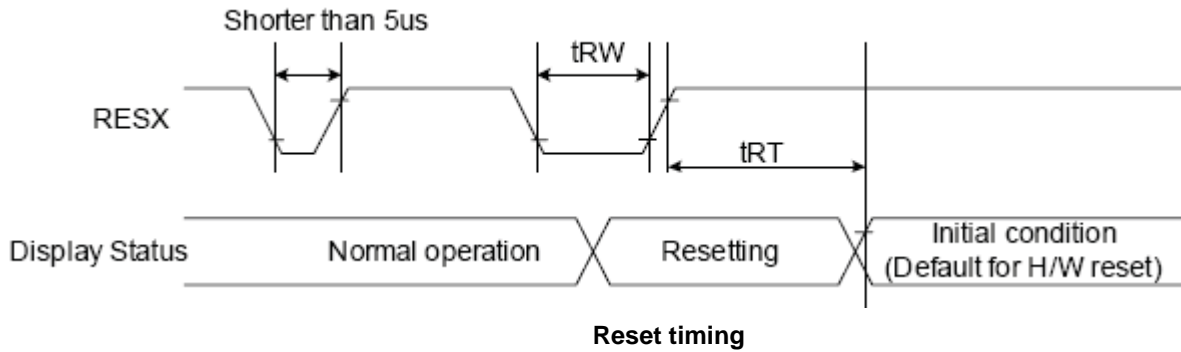 Shorter than 5us
tRW
RESX
tRT
Display Status
Normal operation
Resetting
Initial condition
(Default for H/W reset)
Reset timing